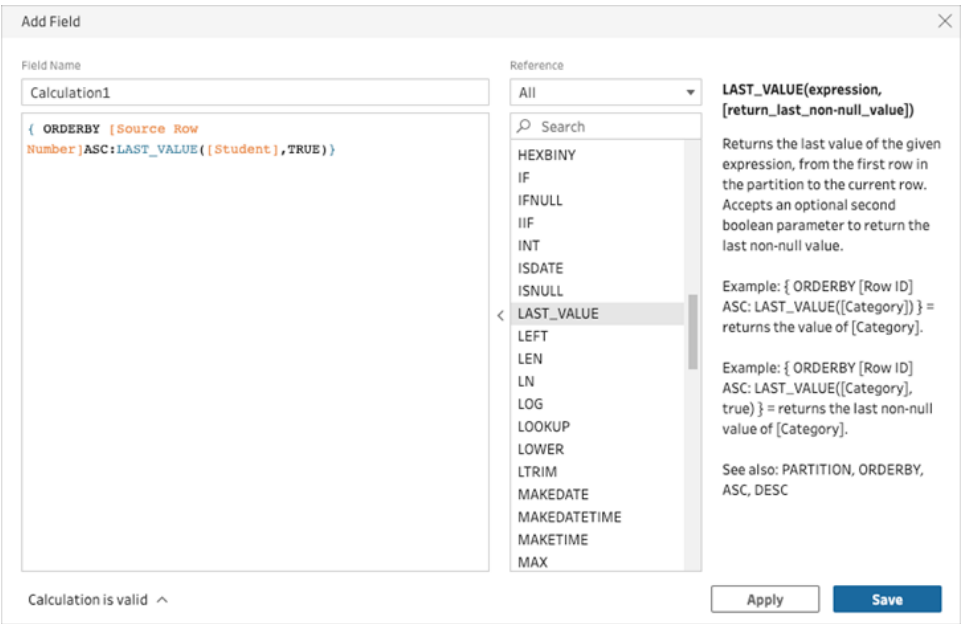 Add Field
Field Name
Calculation1
{ ORDERBY [Source Row
Number]ASC:LAST_VALUE([Student],TRUE)}
Reference
All
Search
HEXBINY
IF
IFNULL
IIF
INT
ISDATE
ISNULL
LAST_VALUE
LEFT
LEN
LN
LOG
LOOKUP
LOWER
LTRIM
MAKEDATE
MAKEDATETIME
MAKETIME
MAX
LAST_VALUE(expression,
[return_last_non-null_value])
Returns the last value of the given
expression, from the first row in
the partition to the current row.
Accepts an optional second
boolean parameter to return the
last non-null value.
Example: { ORDERBY [Row ID]
ASC: LAST_VALUE([Category]) } =
returns the value of [Category].
Example: { ORDERBY [Row ID]
ASC: LAST_VALUE([Category],
true) } = returns the last non-null
value of [Category].
See also: PARTITION, ORDERBY,
ASC, DESC
Calculation is valid
Apply
Save